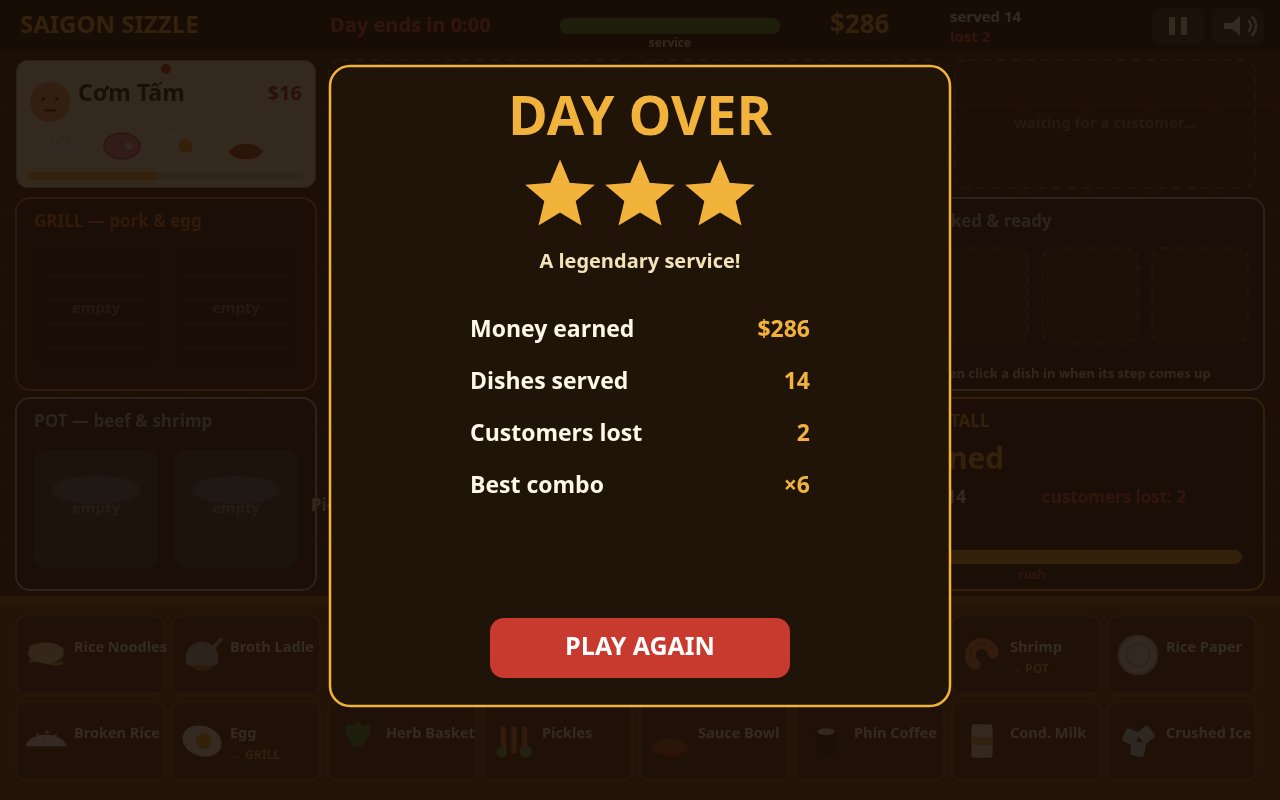 SAIGON SIZZLE
Day ends in 0:00
service
$286
served 14
lost 2
Cơm Tấm
$16
waiting for a customer...
DAY OVER
A legendary service!
Money earned
$286
Dishes served
14
Customers lost
2
Best combo
×6
PLAY AGAIN
GRILL — pork & egg
empty
empty
ked & ready
en click a dish in when its step comes up
POT — beef & shrimp
empty
empty
Pi
TALL
ned
14
customers lost: 2
rush
Rice Noodles
Broth Ladle
Shrimp
→ POT
Rice Paper
Broken Rice
Egg
→ GRILL
Herb Basket
Pickles
Sauce Bowl
Phin Coffee
Cond. Milk
Crushed Ice